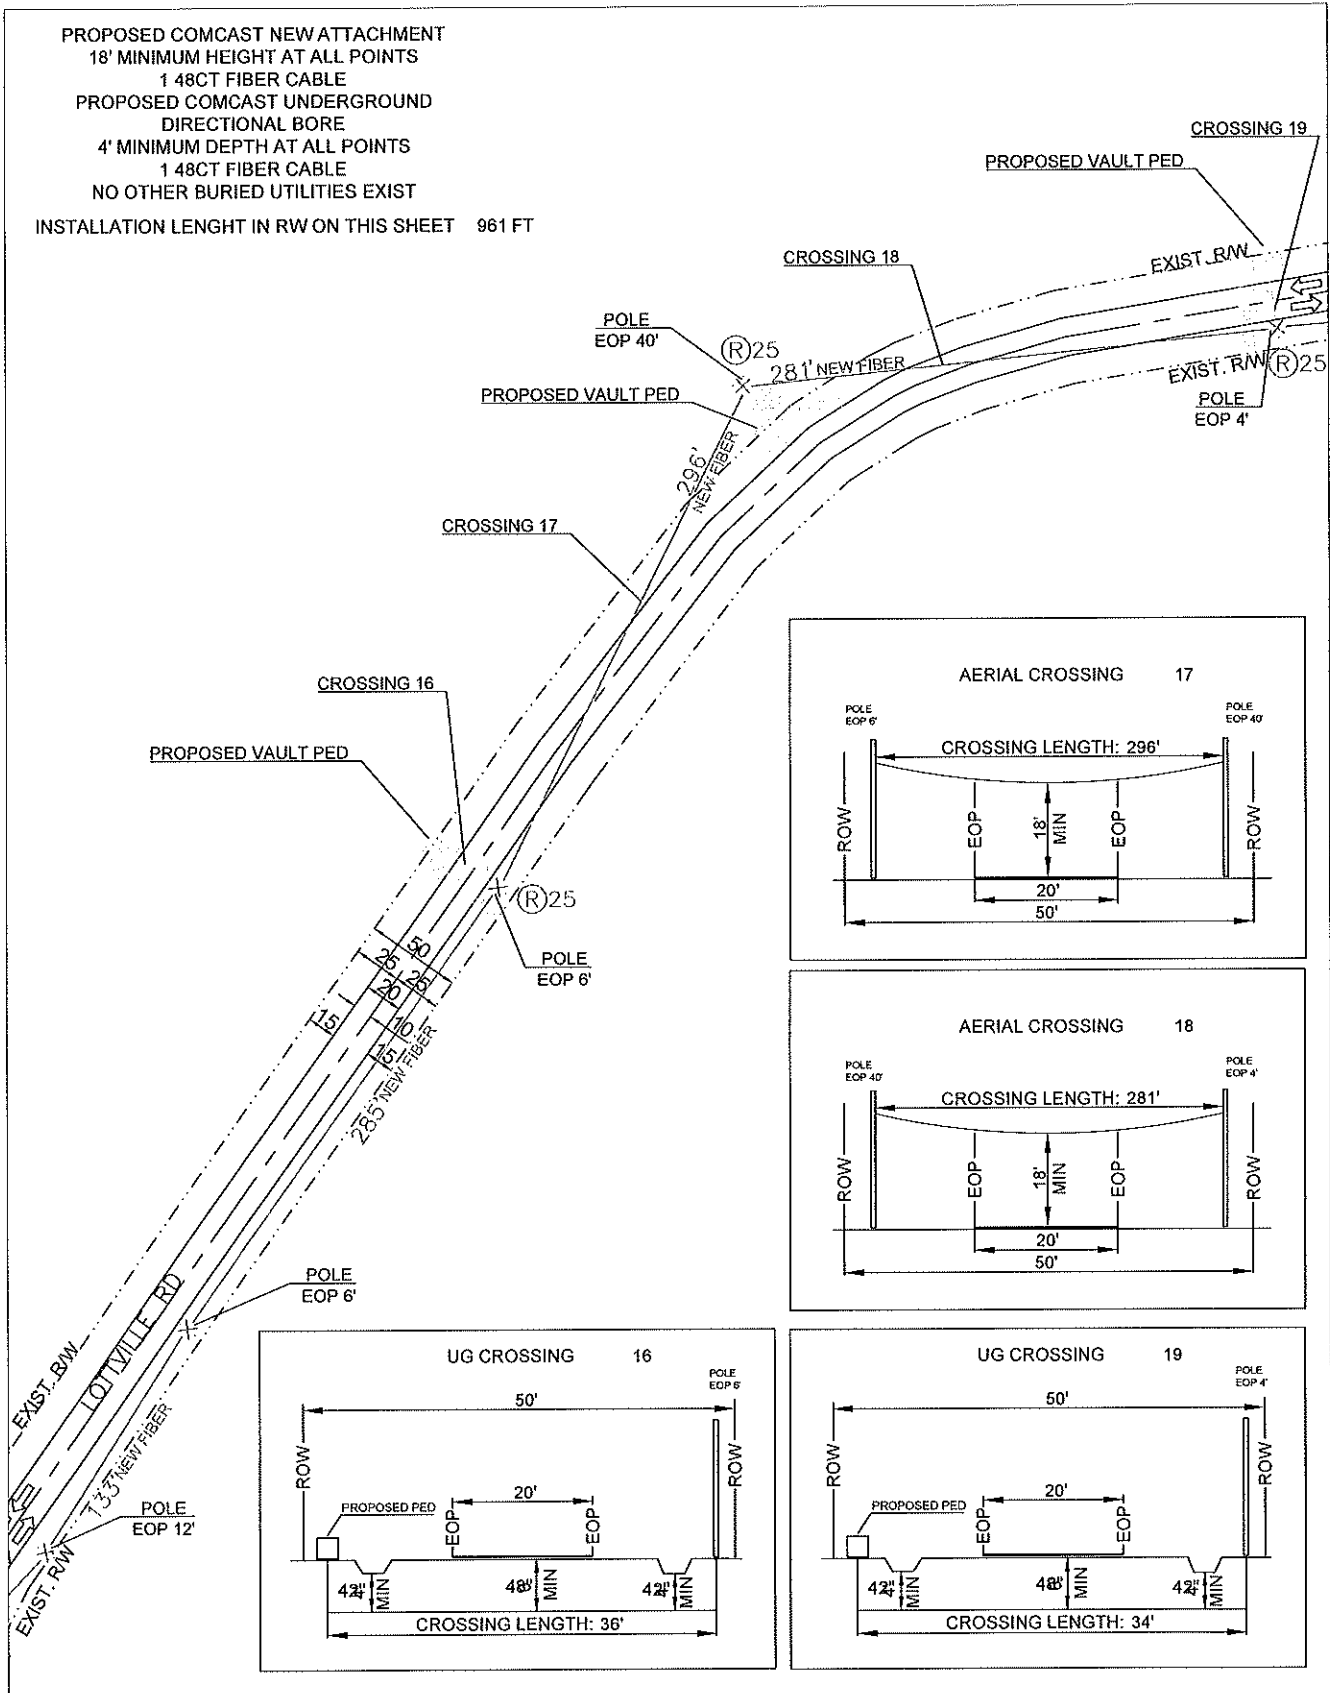 PROPOSED COMCAST NEW ATTACHMENT
18' MINIMUM HEIGHT AT ALL POINTS
1 48CT FIBER CABLE
PROPOSED COMCAST UNDERGROUND
DIRECTIONAL BORE
4' MINIMUM DEPTH AT ALL POINTS
1 48CT FIBER CABLE
NO OTHER BURIED UTILITIES EXIST
INSTALLATION LENGHT IN RW ON THIS SHEET 961 FT
CROSSING 19
PROPOSED VAULT PED
CROSSING 18
EXIST. R/W
POLE
EOP 40'
R 25
281' NEW FIBER
EXIST. R/W
R 25
PROPOSED VAULT PED
POLE
EOP 4'
296'
NEW FIBER
CROSSING 17
CROSSING 16
PROPOSED VAULT PED
R 25
POLE
EOP 6'
50
25
25
20
15
10
15
285' NEW FIBER
POLE
EOP 6'
LOTTVILLE RD
EXIST. R/W
133' NEW FIBER
POLE
EOP 12'
EXIST. R/W
AERIAL CROSSING 17
POLE
EOP 6'
POLE
EOP 40'
CROSSING LENGTH: 296'
ROW
EOP
18'
MIN
EOP
ROW
20'
50'
AERIAL CROSSING 18
POLE
EOP 40'
POLE
EOP 4'
CROSSING LENGTH: 281'
ROW
EOP
18'
MIN
EOP
ROW
20'
50'
UG CROSSING 16
POLE
EOP 6'
50'
ROW
ROW
20'
PROPOSED PED
EOP
EOP
MIN
MIN
MIN
CROSSING LENGTH: 36'
UG CROSSING 19
POLE
EOP 4'
50'
ROW
ROW
20'
PROPOSED PED
EOP
EOP
MIN
MIN
MIN
CROSSING LENGTH: 34'